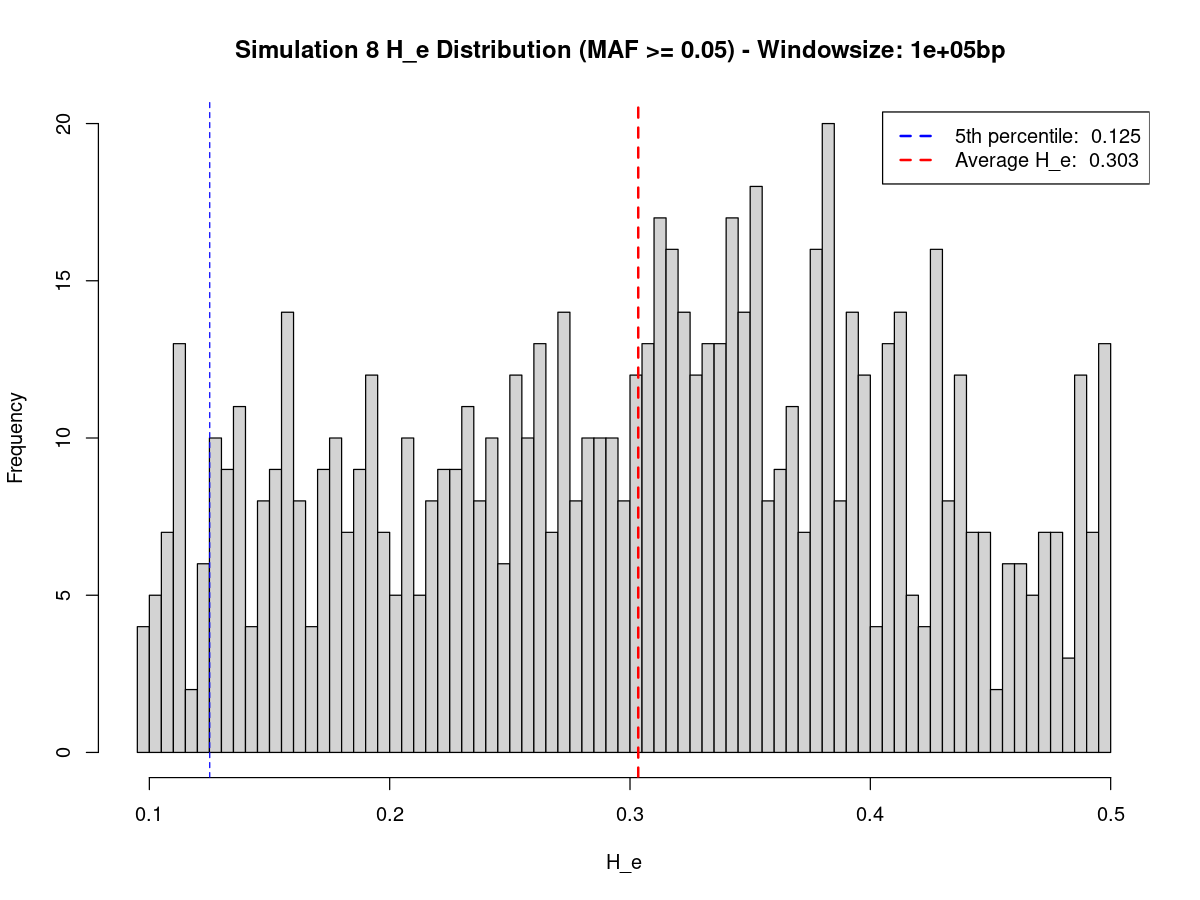 Simulation 8 H_e Distribution (MAF >= 0.05) - Windowsize: 1e+05bp
5th percentile: 0.125
Average H_e: 0.303
20
15
10
5
0
Frequency
0.1 0.2 0.3 0.4 0.5
H_e